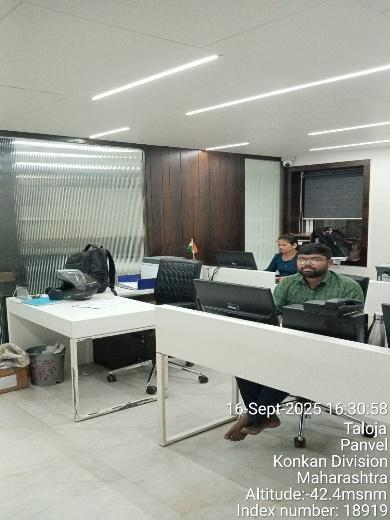 16-Sept-2025 16:30:58
Taloja
Panvel
Konkan Division
Maharashtra
Altitude:-42.4msnm
Index number: 18919